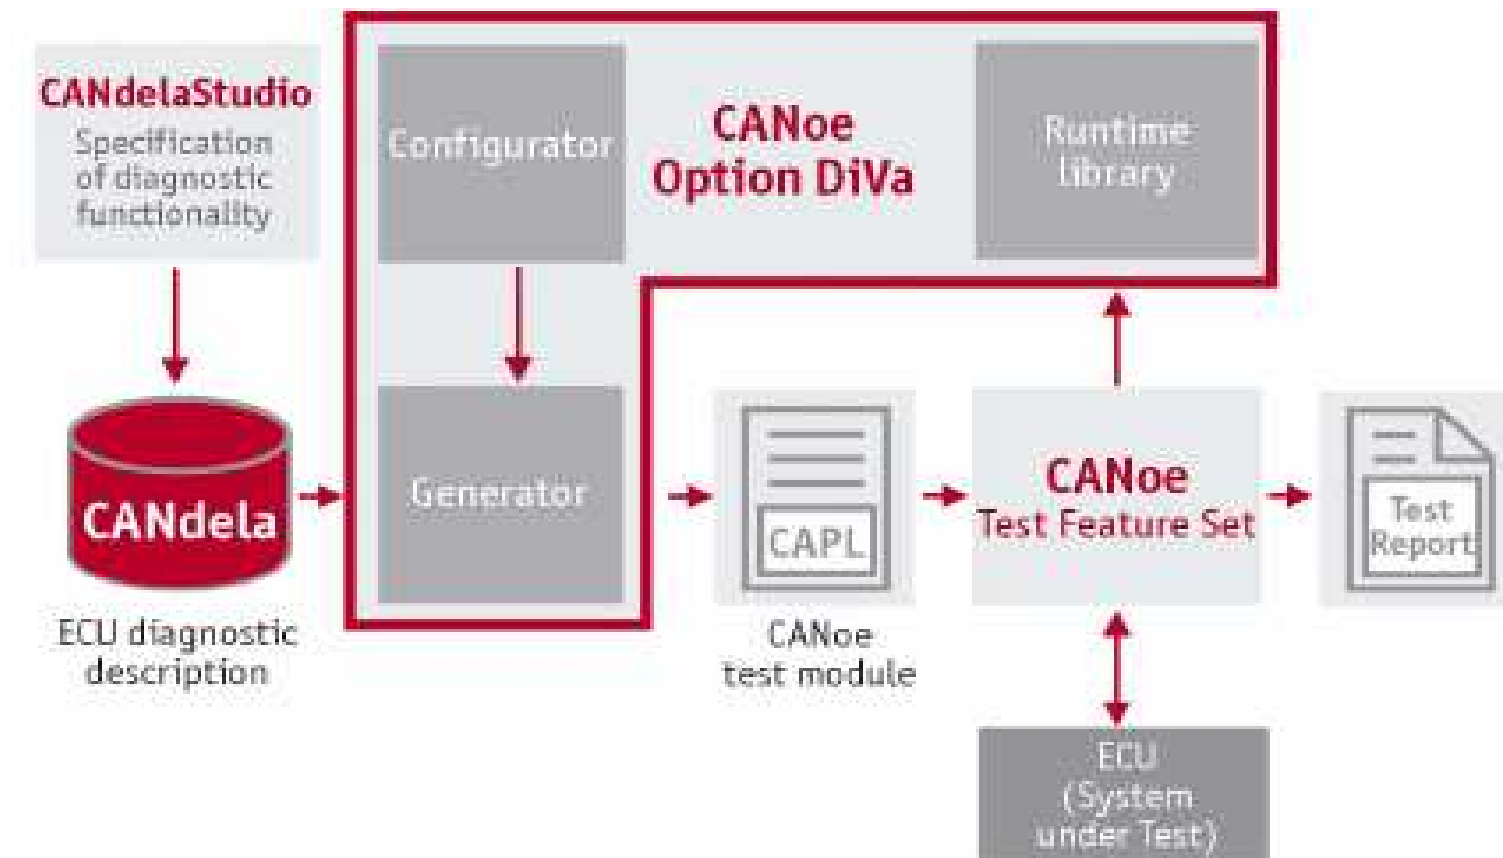 CANdelaStudio
Specification
of diagnostic
functionality
Configurator
CANoe
Option DiVa
Runtime
Library
CANdela
ECU diagnostic
description
Generator
CAPL
CANoe
test module
CANoe
Test Feature Set
Test
Report
ECU
(System
under Test)